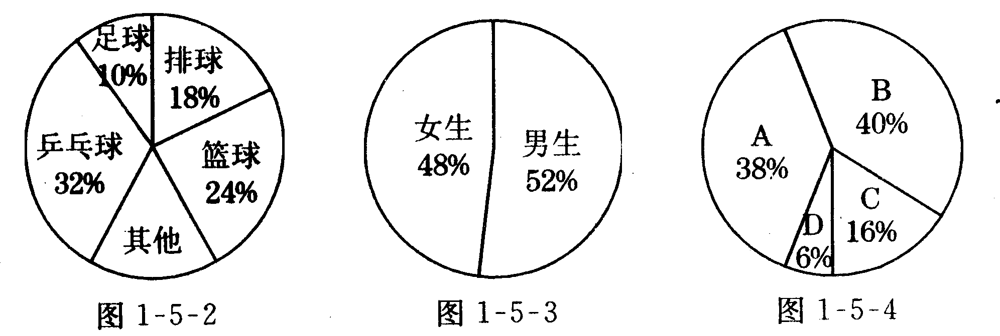 足球
10%
排球
18%
乒乓球
32%
篮球
24%
其他
图 1-5-2
女生
48%
男生
52%
图 1-5-3
A
38%
B
40%
C
16%
D
6%
图 1-5-4